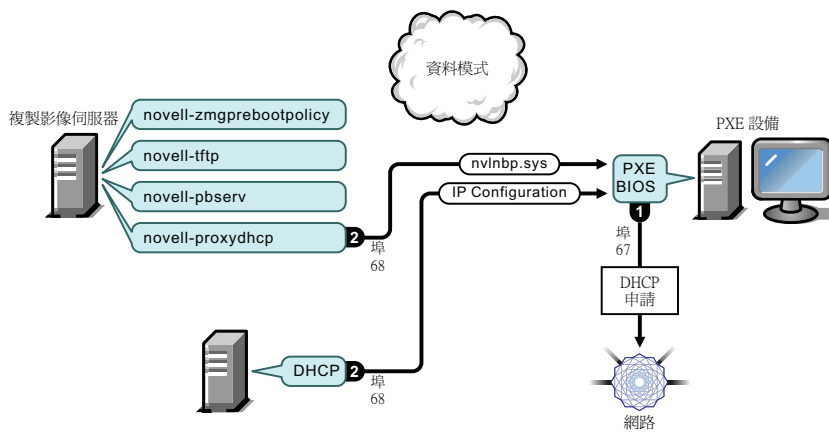 資料模式
複製影像伺服器
novell-zmgprebootpolicy
novell-tftp
novell-pbserv
novell-proxydhcp
2
埠
68
nvlnbp.sys
IP Configuration
PXE
BIOS
1
埠
67
PXE 設備
DHCP
申請
網路
DHCP
2
埠
68